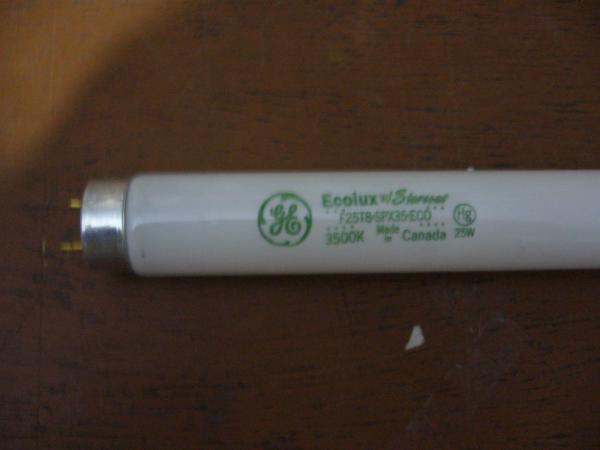 GE
Ecolux w/ Starcoat
F25T8·SPX35·ECO
3500K Made in Canada
Hg
25W